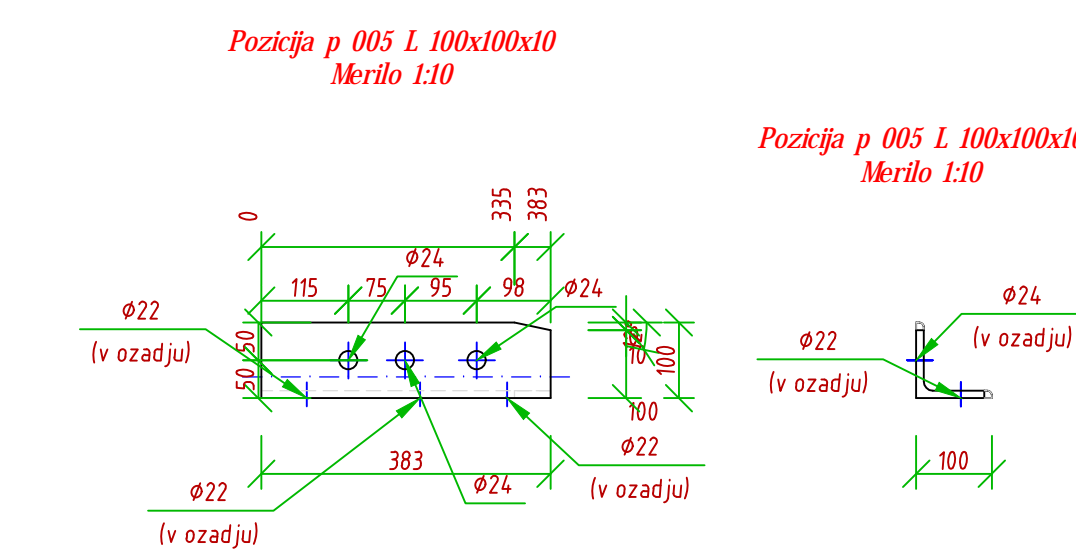 Pozicija p 005 L 100x100x10
Merilo 1:10
Pozicija p 005 L 100x100x10
Merilo 1:10
0
335
383
115
75
95
98
Ø24
Ø24
Ø22
(v ozadju)
50
50
10
100
100
383
Ø22
(v ozadju)
Ø24
Ø22
(v ozadju)
Ø24
(v ozadju)
Ø22
(v ozadju)
100